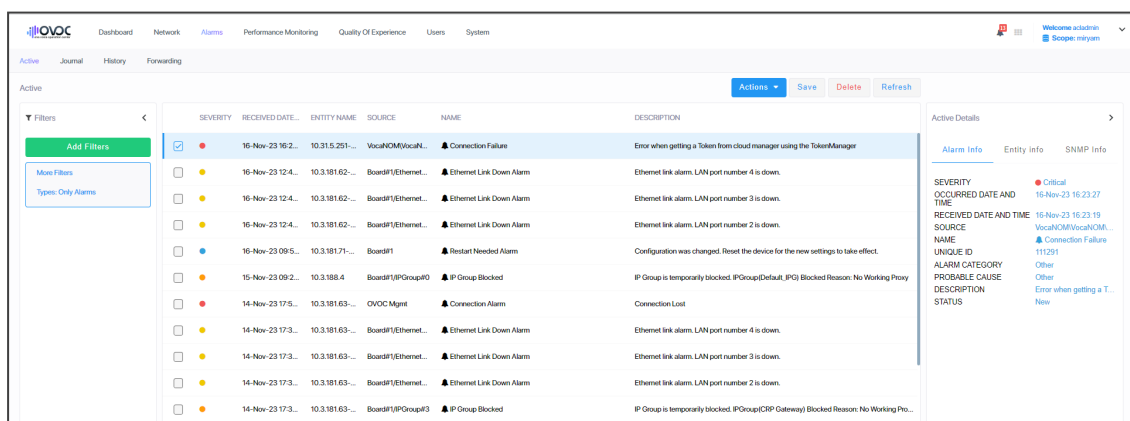 OVOC
Dashboard Network Alarms Performance Monitoring Quality Of Experience Users System
Welcome acladmin
Scope: miryam
Active Journal History Forwarding
Active
Actions Save Delete Refresh
Filters
Add Filters
More Filters
Types: Only Alarms
SEVERITY RECEIVED DATE... ENTITY NAME SOURCE NAME DESCRIPTION
16-Nov-23 16:2... 10.31.5.251-... VocaNOM\VocaN... Connection Failure Error when getting a Token from cloud manager using the TokenManager
16-Nov-23 12:4... 10.3.181.62-... Board#1/Ethernet... Ethernet Link Down Alarm Ethernet link alarm. LAN port number 4 is down.
16-Nov-23 12:4... 10.3.181.62-... Board#1/Ethernet... Ethernet Link Down Alarm Ethernet link alarm. LAN port number 3 is down.
16-Nov-23 12:4... 10.3.181.62-... Board#1/Ethernet... Ethernet Link Down Alarm Ethernet link alarm. LAN port number 2 is down.
16-Nov-23 09:5... 10.3.181.71-... Board#1 Restart Needed Alarm Configuration was changed. Reset the device for the new settings to take effect.
15-Nov-23 09:2... 10.3.188.4 Board#1/IPGroup#0 IP Group Blocked IP Group is temporarily blocked. IPGroup(Default_IPG) Blocked Reason: No Working Proxy
14-Nov-23 17:5... 10.3.181.63-... OVOC Mgmt Connection Alarm Connection Lost
14-Nov-23 17:3... 10.3.181.63-... Board#1/Ethernet... Ethernet Link Down Alarm Ethernet link alarm. LAN port number 4 is down.
14-Nov-23 17:3... 10.3.181.63-... Board#1/Ethernet... Ethernet Link Down Alarm Ethernet link alarm. LAN port number 3 is down.
14-Nov-23 17:3... 10.3.181.63-... Board#1/Ethernet... Ethernet Link Down Alarm Ethernet link alarm. LAN port number 2 is down.
14-Nov-23 17:3... 10.3.181.63-... Board#1/IPGroup#3 IP Group Blocked IP Group is temporarily blocked. IPGroup(CRP Gateway) Blocked Reason: No Working Pro...
Active Details
Alarm Info Entity info SNMP Info
SEVERITY Critical
OCCURRED DATE AND TIME 16-Nov-23 16:23:27
RECEIVED DATE AND TIME 16-Nov-23 16:23:19
SOURCE VocaNOM\VocaNOM\...
NAME Connection Failure
UNIQUE ID 111291
ALARM CATEGORY Other
PROBABLE CAUSE Other
DESCRIPTION Error when getting a T...
STATUS New